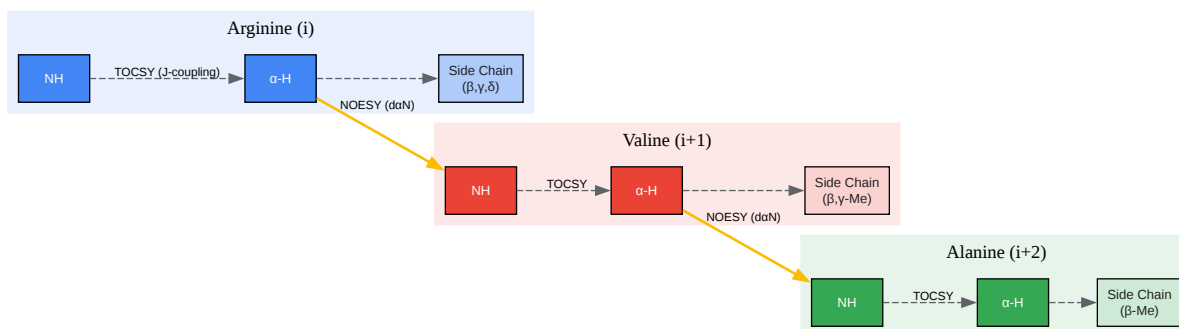 Arginine (i)
NH
TOCSY (J-coupling)
α-H
Side Chain
(β,γ,δ)
NOESY (dαN)
Valine (i+1)
NH
TOCSY
α-H
Side Chain
(β,γ-Me)
NOESY (dαN)
Alanine (i+2)
NH
TOCSY
α-H
Side Chain
(β-Me)